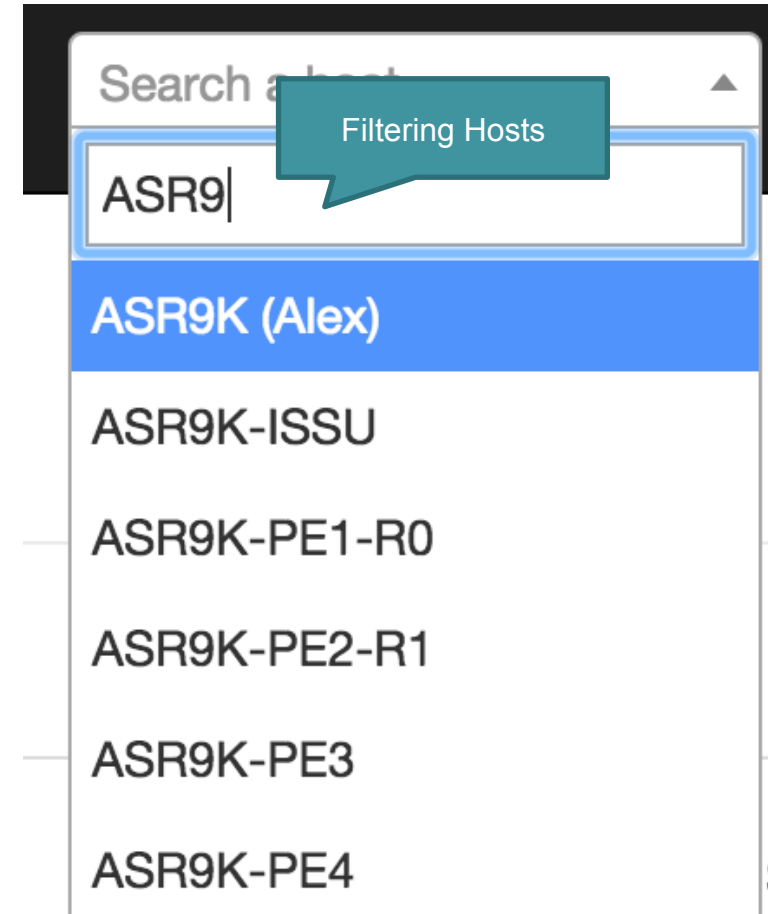 Search a
Filtering Hosts
ASR9
ASR9K (Alex)
ASR9K-ISSU
ASR9K-PE1-R0
ASR9K-PE2-R1
ASR9K-PE3
ASR9K-PE4